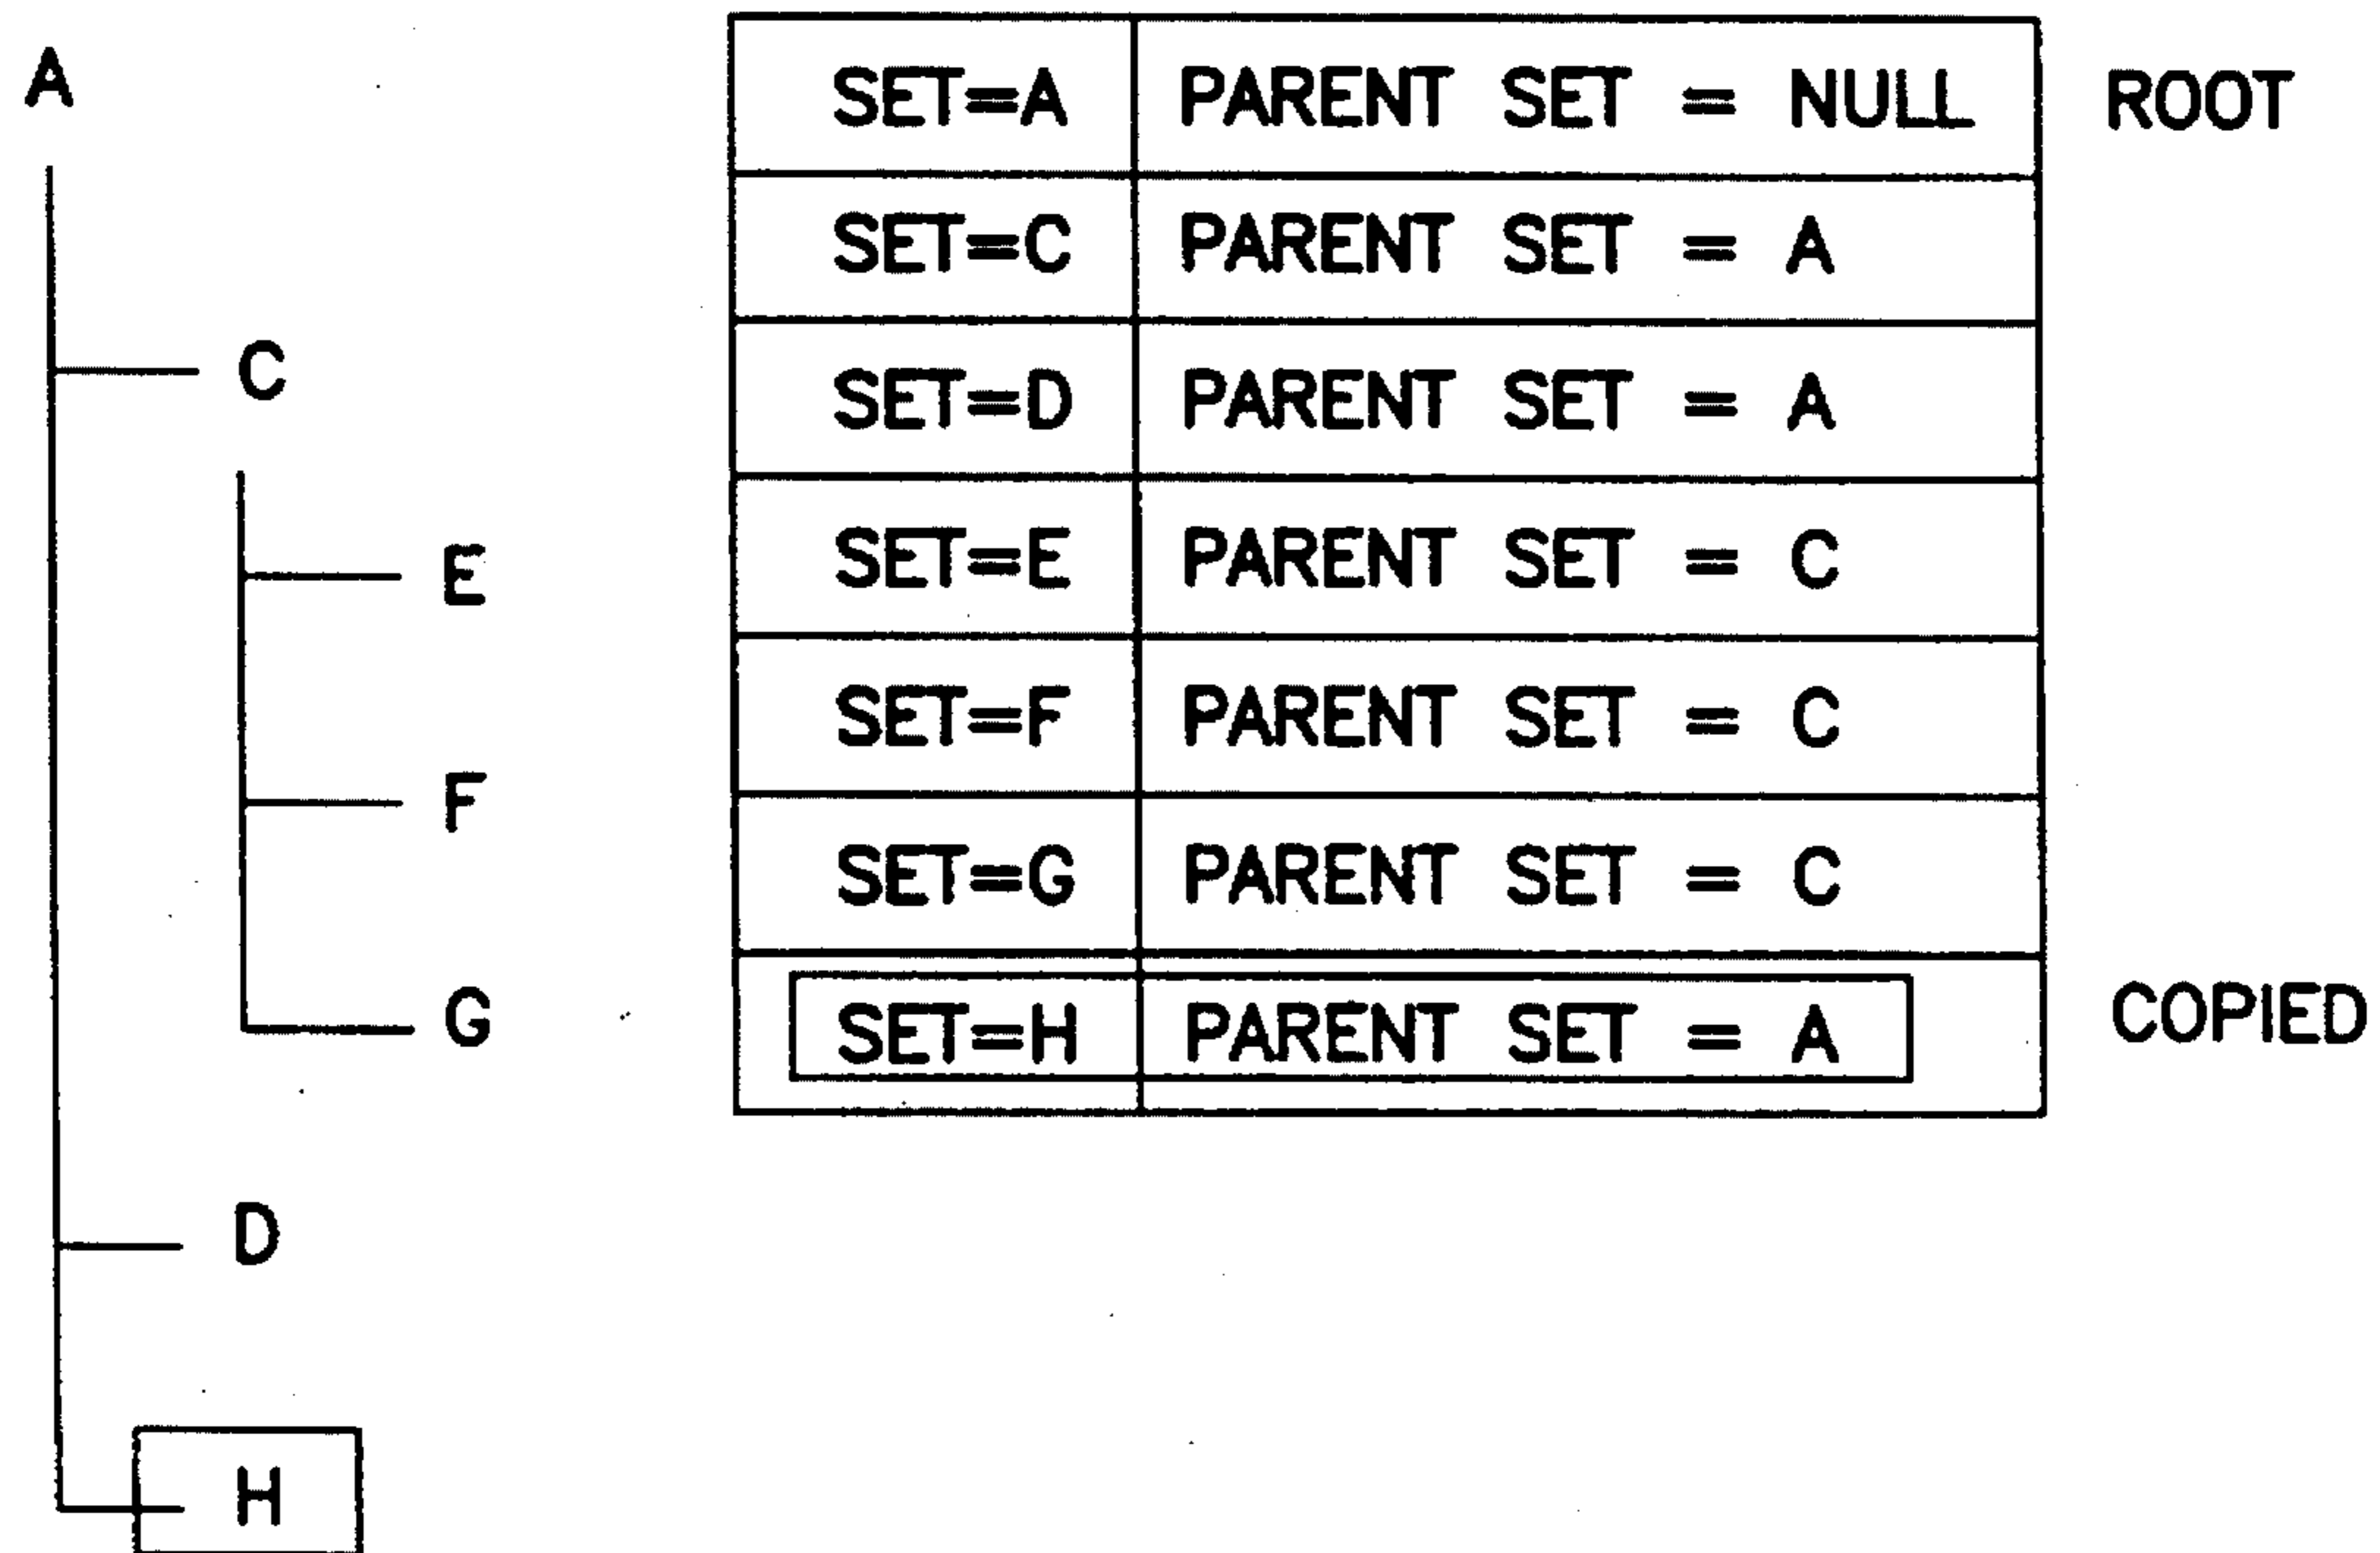 A
C
E
F
G
D
H
SET=A PARENT SET = NULL ROOT
SET=C PARENT SET = A
SET=D PARENT SET = A
SET=E PARENT SET = C
SET=F PARENT SET = C
SET=G PARENT SET = C
SET=H PARENT SET = A COPIED